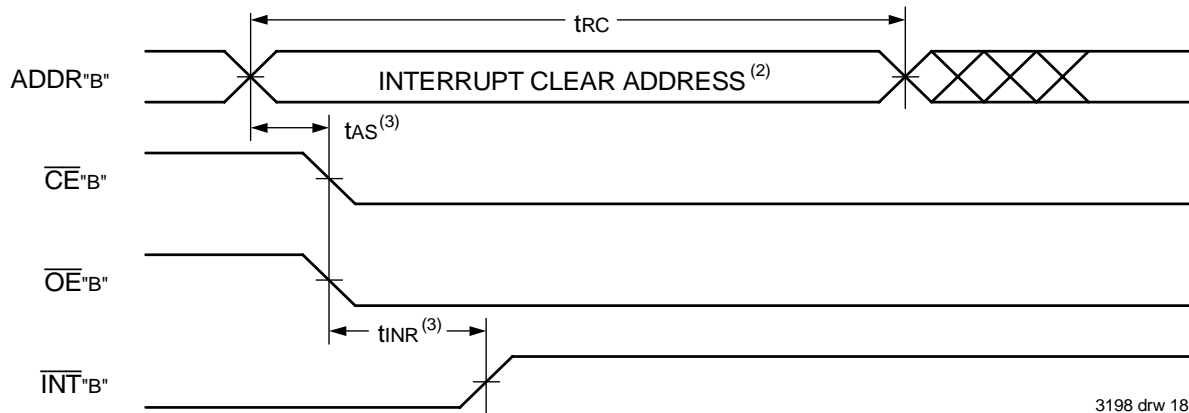 tRC
ADDR"B"
INTERRUPT CLEAR ADDRESS(2)
tAS(3)
CE"B"
OE"B"
tINR(3)
INT"B"
3198 drw 18